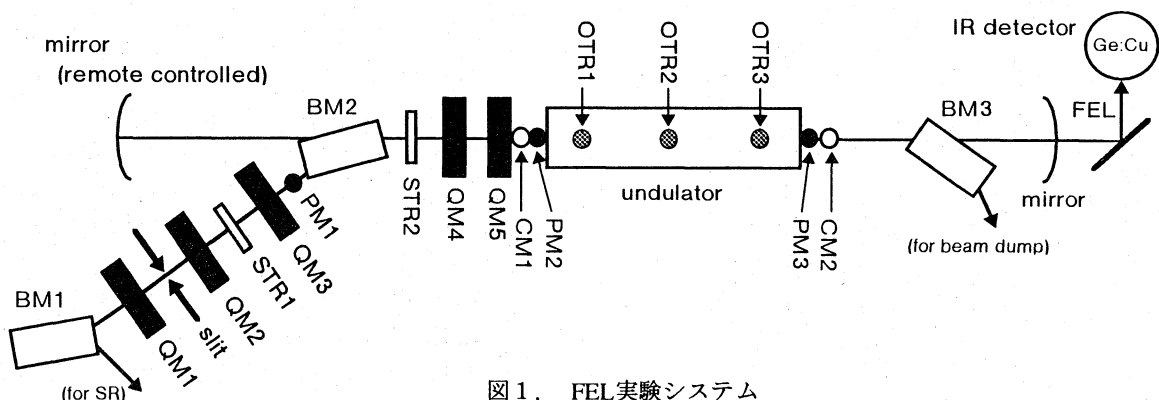 mirror
(remote controlled)
BM2
OTR1
OTR2
OTR3
IR detector
Ge:Cu
FEL
BM3
mirror
(for beam dump)
undulator
STR2
QM4
QM5
CM1
PM2
PM3
CM2
PM1
QM3
STR1
QM2
slit
QM1
BM1
(for SR)
図1. FEL実験システム